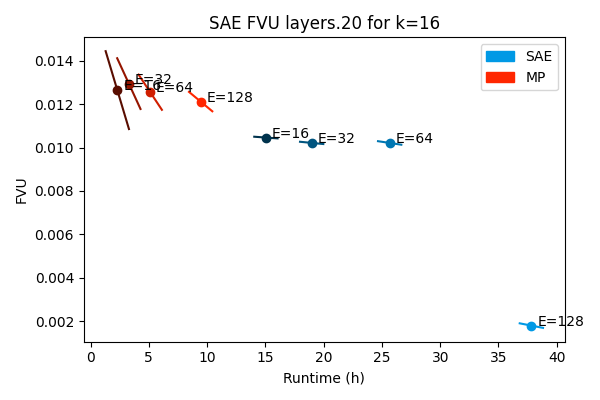 SAE FVU layers.20 for k=16
SAE
MP
0.014
0.012
0.010
0.008
0.006
0.004
0.002
FVU
E=16
E=32
E=64
E=128
E=16
E=32
E=64
E=128
0
5
10
15
20
25
30
35
40
Runtime (h)